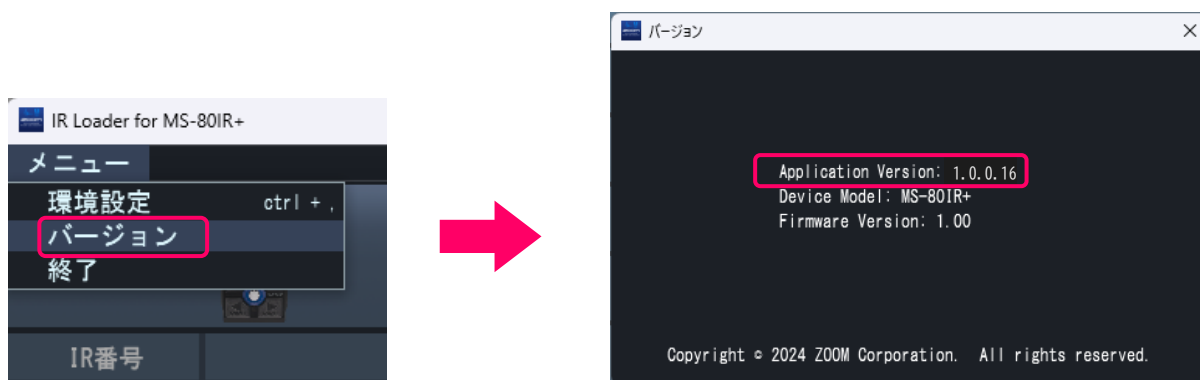 IR Loader for MS-80IR+
メニュー
環境設定 ctrl + ,
バージョン
終了
IR番号
バージョン
Application Version: 1.0.0.16
Device Model: MS-80IR+
Firmware Version: 1.00
Copyright © 2024 ZOOM Corporation. All rights reserved.